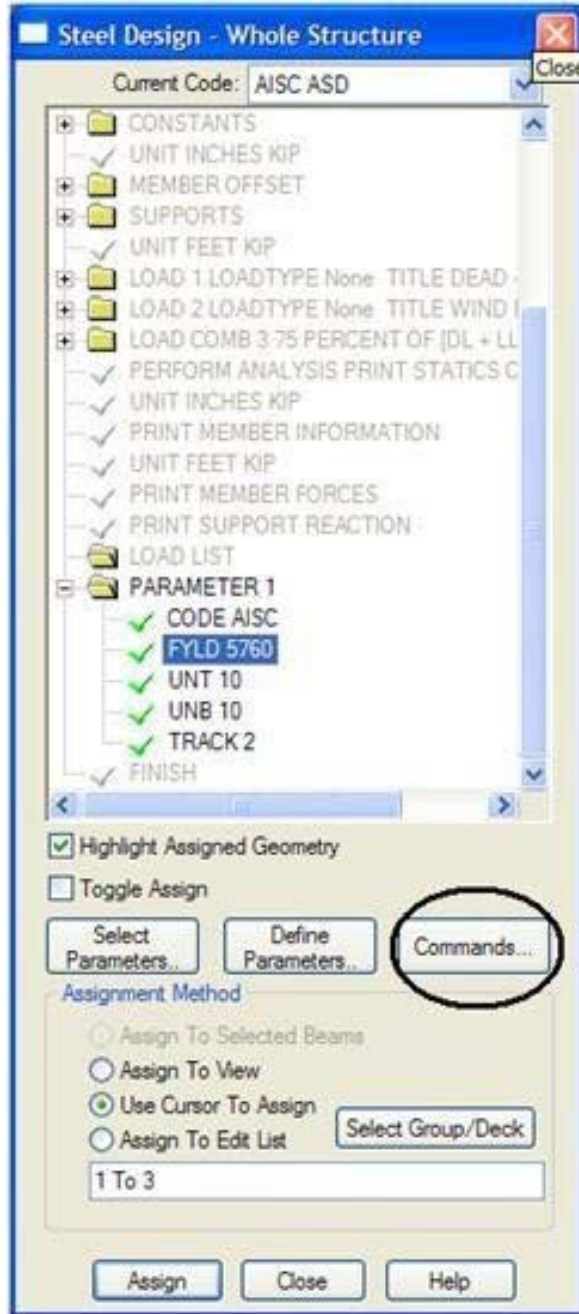 Steel Design - Whole Structure
Close
Current Code: AISC ASD
CONSTANTS
UNIT INCHES KIP
MEMBER OFFSET
SUPPORTS
UNIT FEET KIP
LOAD 1 LOADTYPE None TITLE DEAD
LOAD 2 LOADTYPE None TITLE WIND
LOAD COMB 3 75 PERCENT OF [DL + LL
PERFORM ANALYSIS PRINT STATICS C
UNIT INCHES KIP
PRINT MEMBER INFORMATION
UNIT FEET KIP
PRINT MEMBER FORCES
PRINT SUPPORT REACTION
LOAD LIST
PARAMETER 1
CODE AISC
FYLD 5760
UNT 10
UNB 10
TRACK 2
FINISH
Highlight Assigned Geometry
Toggle Assign
Select Parameters..
Define Parameters..
Commands...
Assignment Method
Assign To Selected Beams
Assign To View
Use Cursor To Assign
Assign To Edit List
Select Group/Deck
1 To 3
Assign Close Help